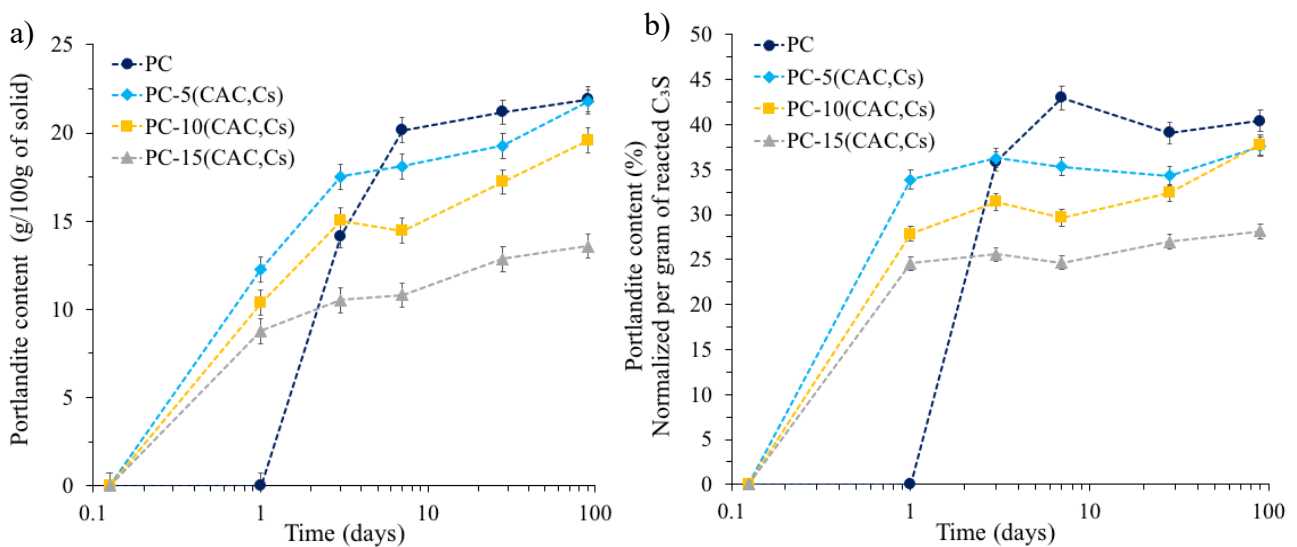 a)
25
20
15
10
5
0
Portlandite content (g/100g of solid)
PC
PC-5(CAC,Cs)
PC-10(CAC,Cs)
PC-15(CAC,Cs)
0.1
1
10
100
Time (days)
b)
50
45
40
35
30
25
20
15
10
5
0
Portlandite content (%)
Normalized per gram of reacted C₃S
PC
PC-5(CAC,Cs)
PC-10(CAC,Cs)
PC-15(CAC,Cs)
0.1
1
10
100
Time (days)